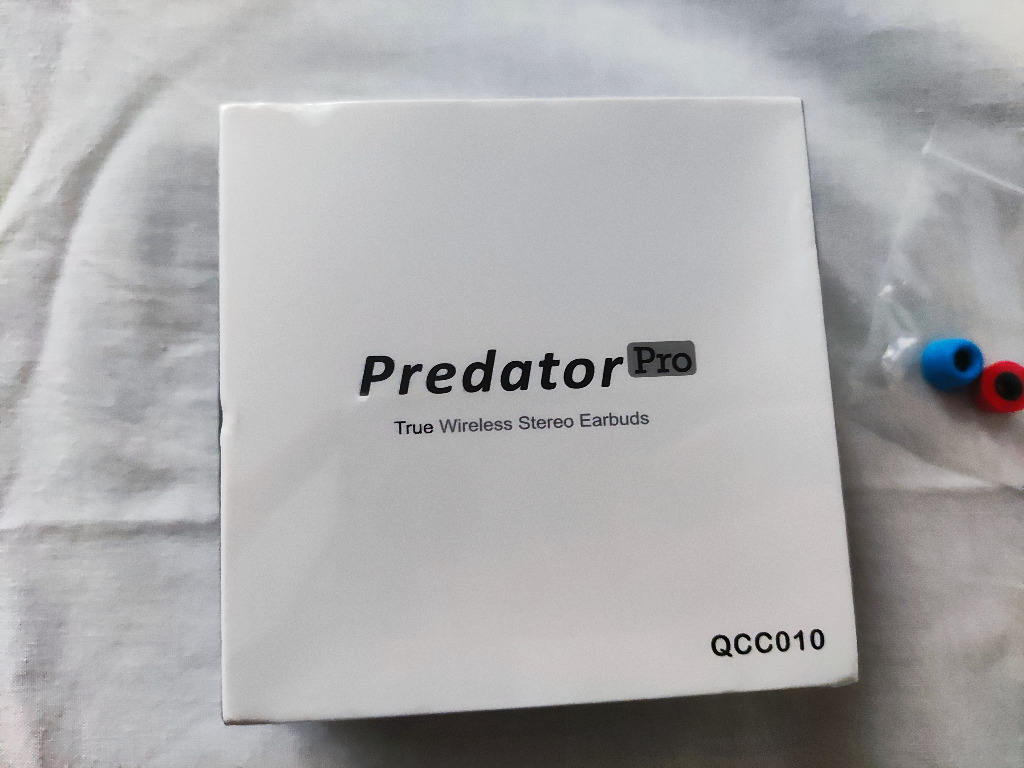 Predator Pro
True Wireless Stereo Earbuds
QCC010